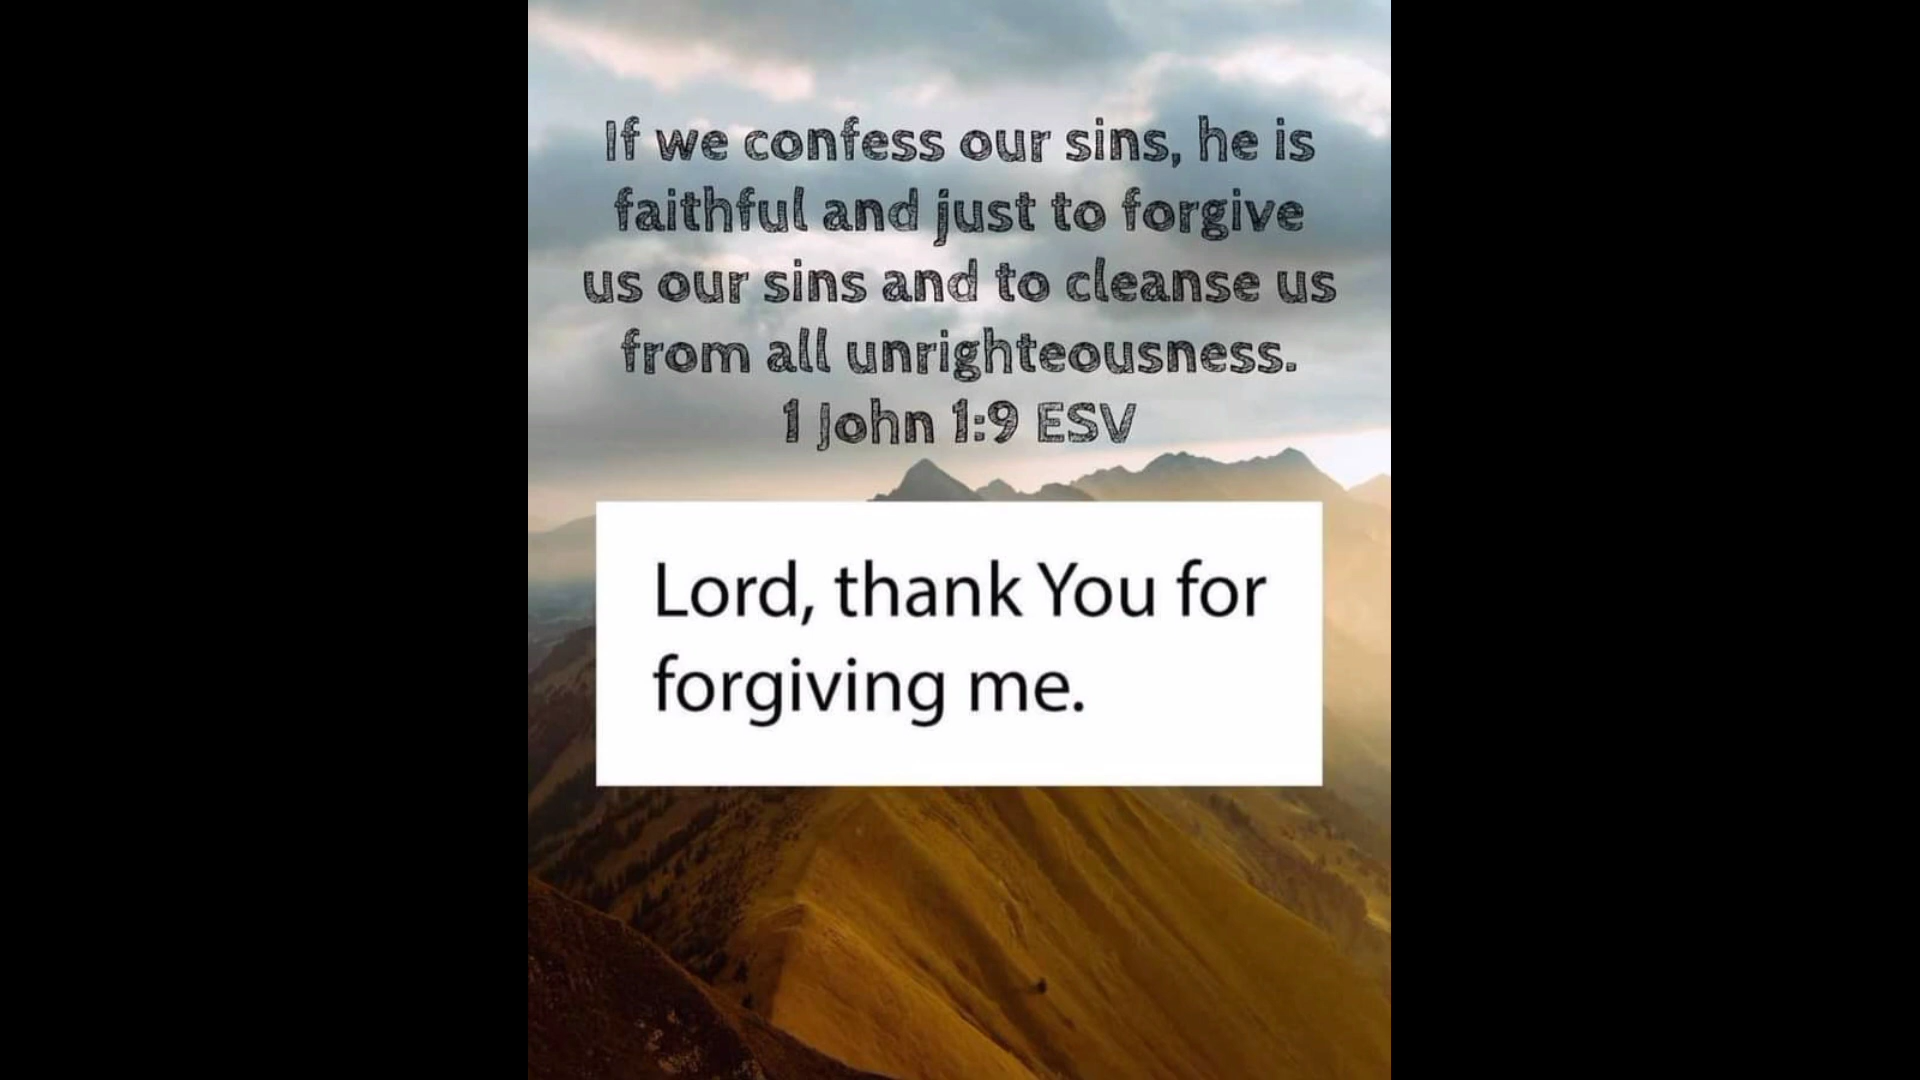 If we confess our sins, he is
faithful and just to forgive
us our sins and to cleanse us
from all unrighteousness.
1 John 1:9 ESV
Lord, thank You for
forgiving me.